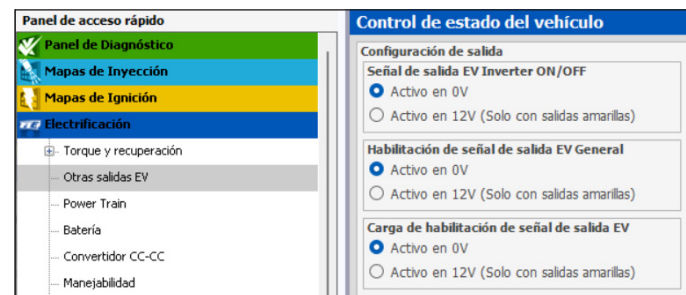 Panel de acceso rápido
Panel de Diagnóstico
Mapas de Inyección
Mapas de Ignición
Electrificación
Torque y recuperación
Otras salidas EV
Power Train
Batería
Convertidor CC-CC
Manejabilidad
Control de estado del vehículo
Configuración de salida
Señal de salida EV Inverter ON/OFF
Activo en 0V
Activo en 12V (Solo con salidas amarillas)
Habilitación de señal de salida EV General
Activo en 0V
Activo en 12V (Solo con salidas amarillas)
Carga de habilitación de señal de salida EV
Activo en 0V
Activo en 12V (Solo con salidas amarillas)